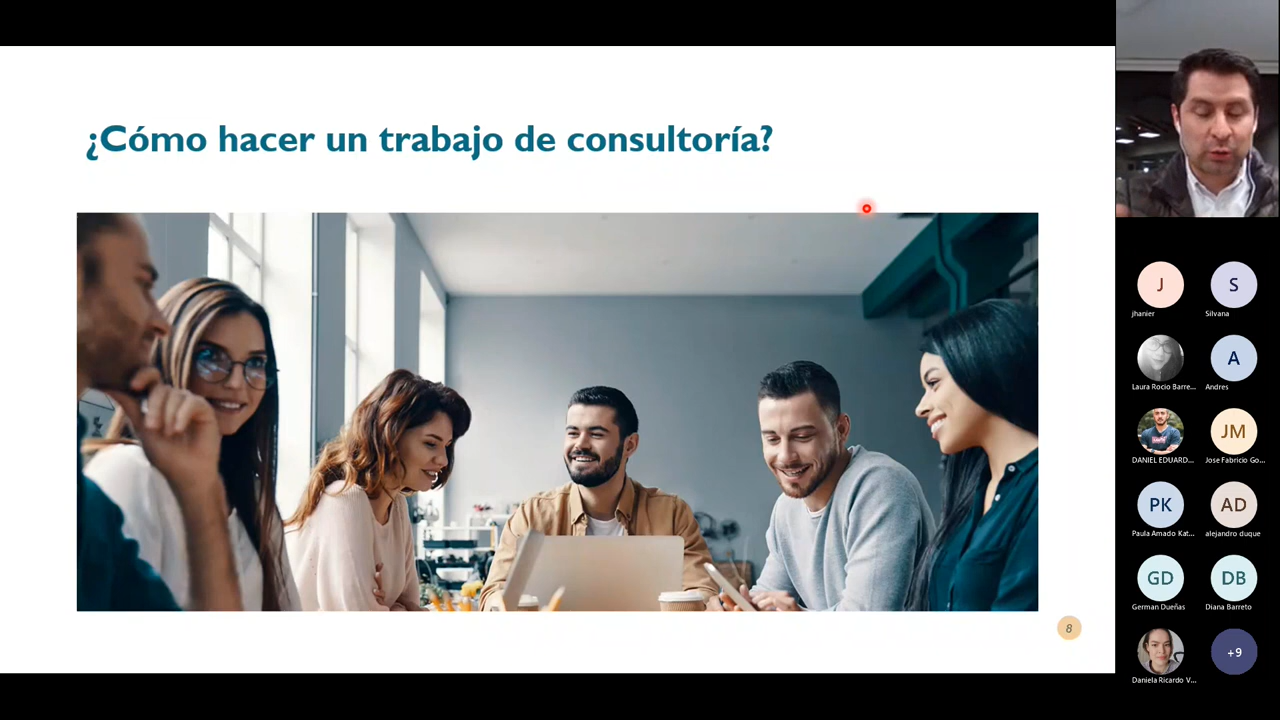 ¿Cómo hacer un trabajo de consultoría?
8
J
jhanier
S
Silvana
Laura Rocio Barre...
A
Andres
DANIEL EDUARD...
JM
Jose Fabricio Go...
PK
Paula Amado Kat...
AD
alejandro duque
GD
German Dueñas
DB
Diana Barreto
Daniela Ricardo V...
+9